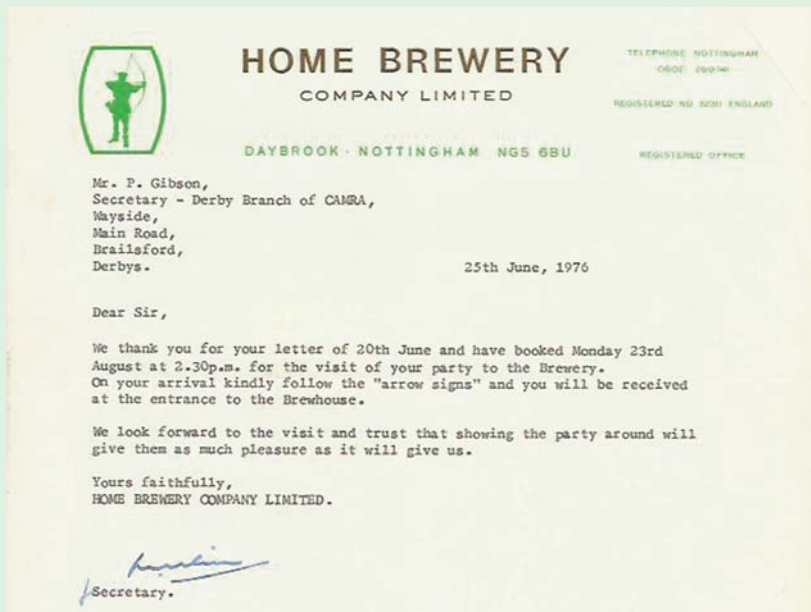 HOME BREWERY
COMPANY LIMITED
DAYBROOK · NOTTINGHAM NG5 6BU
TELEPHONE NOTTINGHAM
REGISTERED NO ENGLAND
REGISTERED OFFICE
Mr. P. Gibson,
Secretary - Derby Branch of CAMRA,
Wayside,
Main Road,
Brailsford,
Derbys.
25th June, 1976
Dear Sir,
We thank you for your letter of 20th June and have booked Monday 23rd
August at 2.30p.m. for the visit of your party to the Brewery.
On your arrival kindly follow the "arrow signs" and you will be received
at the entrance to the Brewhouse.
We look forward to the visit and trust that showing the party around will
give them as much pleasure as it will give us.
Yours faithfully,
HOME BREWERY COMPANY LIMITED.
Secretary.